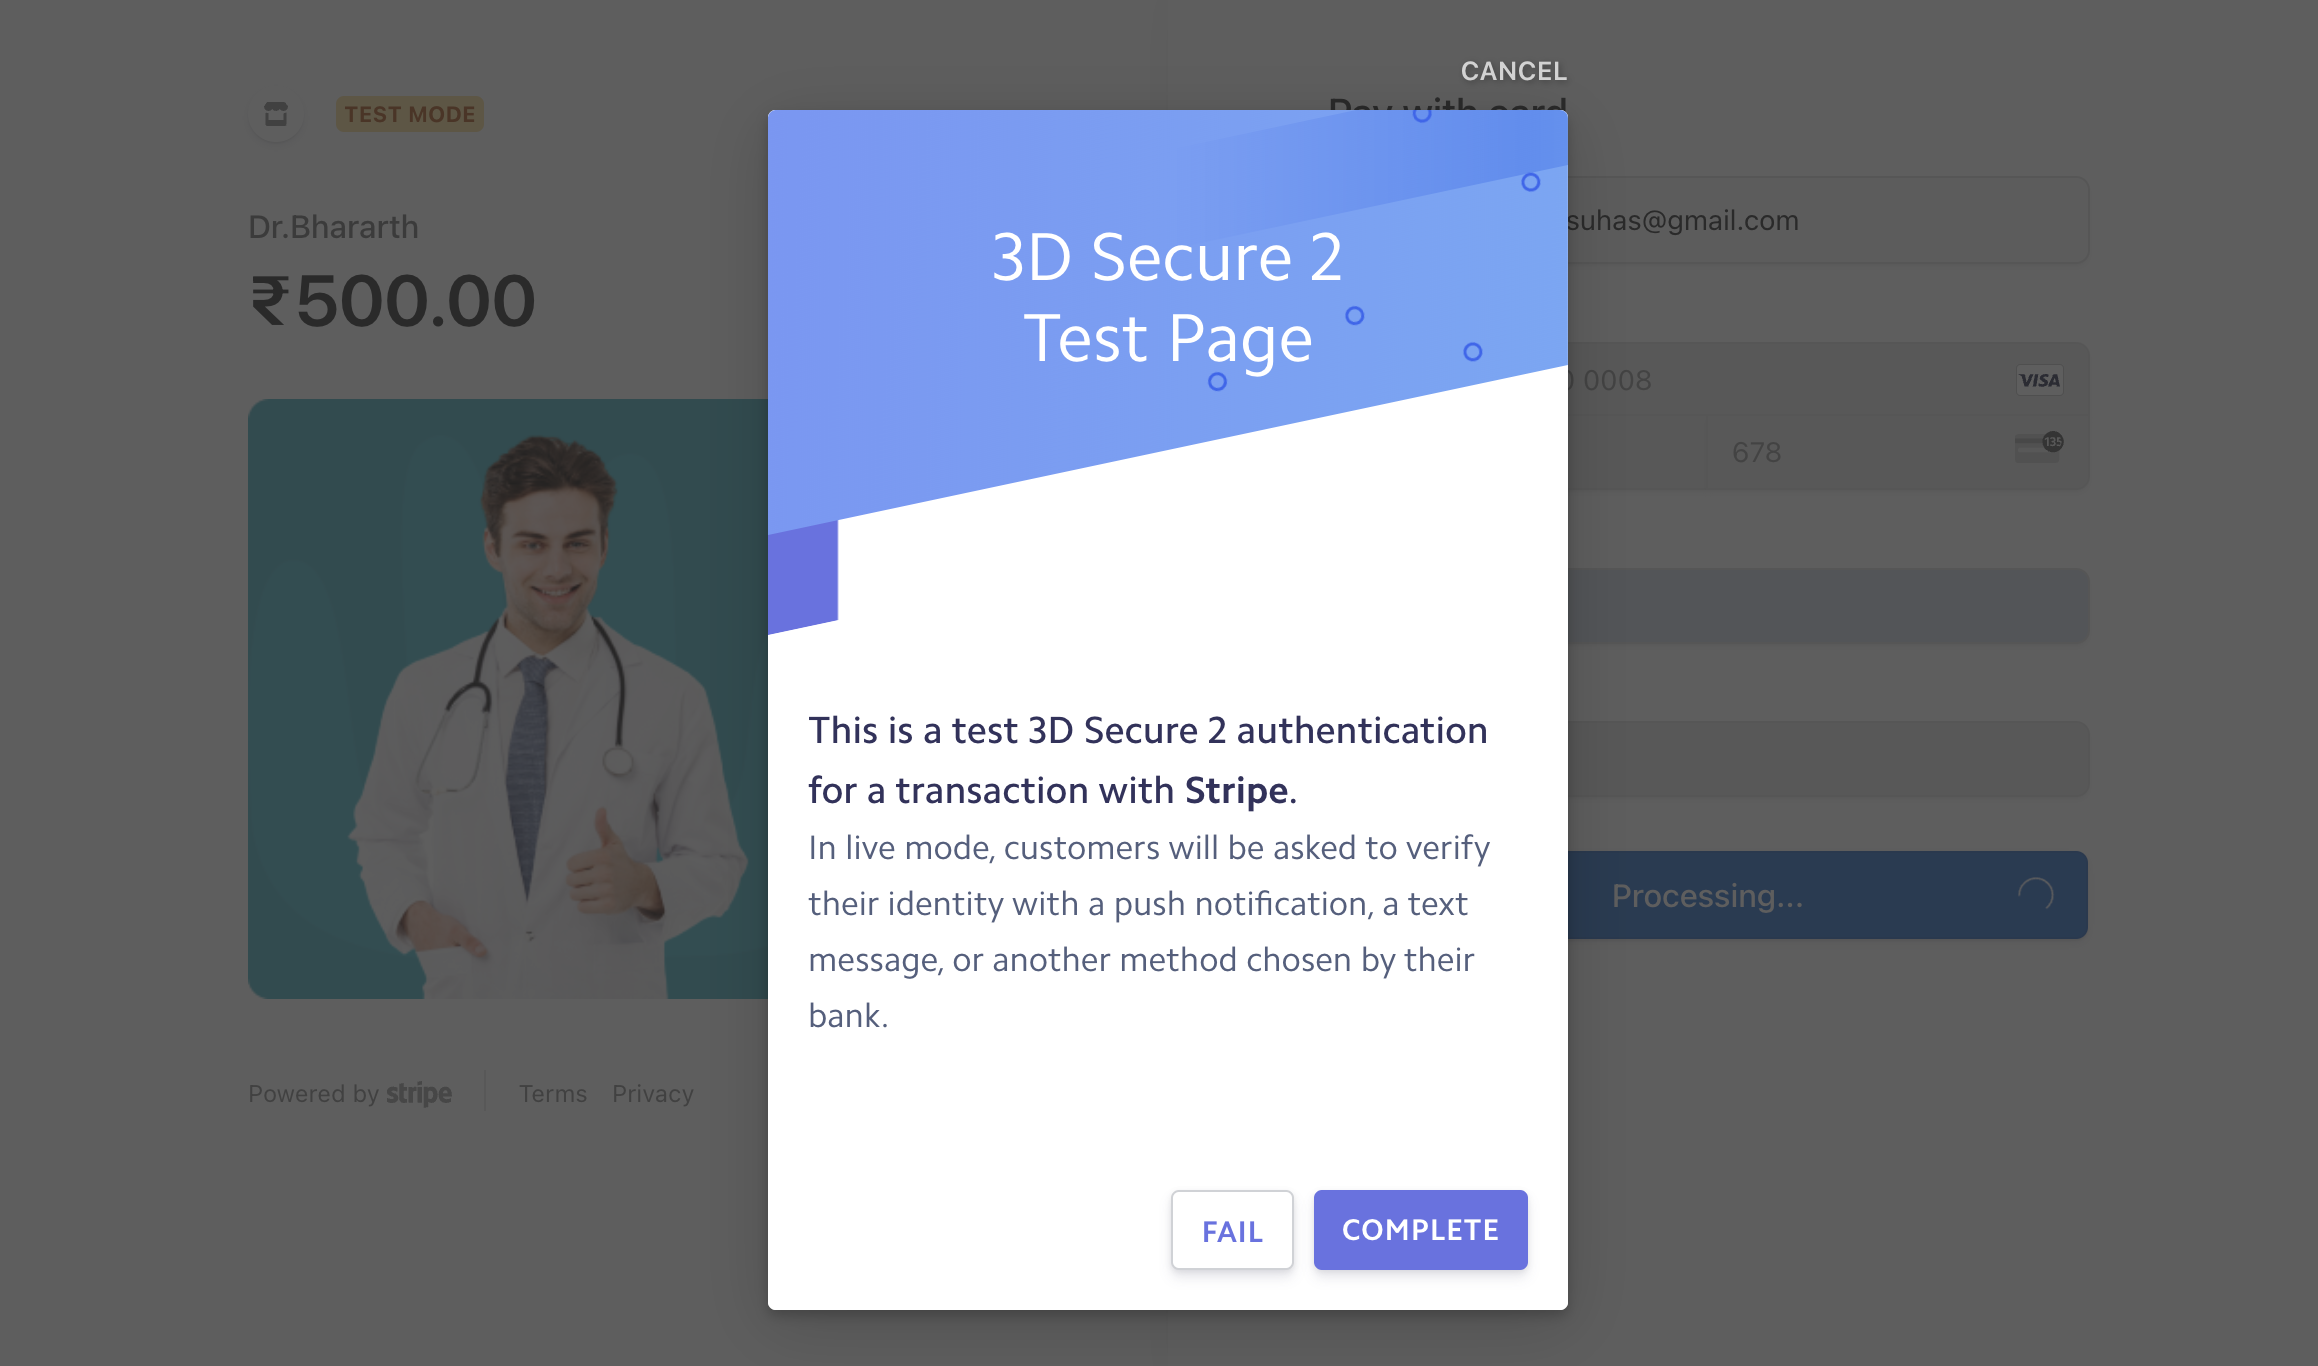 TEST MODE
Dr.Bhararth
₹500.00
Powered by stripe
Terms Privacy
CANCEL
Pay with card
suhas@gmail.com
0008
VISA
678
135
Processing...
3D Secure 2
Test Page
This is a test 3D Secure 2 authentication
for a transaction with Stripe.
In live mode, customers will be asked to verify
their identity with a push notification, a text
message, or another method chosen by their
bank.
FAIL
COMPLETE